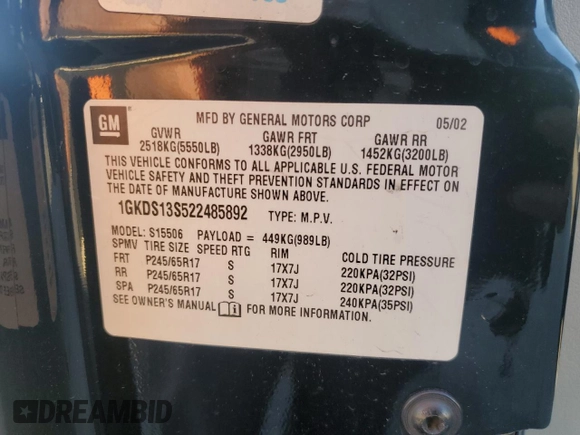 GM
MFD BY GENERAL MOTORS CORP 05/02
GVWR GAWR FRT GAWR RR
2518KG(5550LB) 1338KG(2950LB) 1452KG(3200LB)
THIS VEHICLE CONFORMS TO ALL APPLICABLE U.S. FEDERAL MOTOR
VEHICLE SAFETY AND THEFT PREVENTION STANDARDS IN EFFECT ON
THE DATE OF MANUFACTURE SHOWN ABOVE.
1GKDS13S522485892 TYPE: M.P.V.
MODEL: S15506 PAYLOAD = 449KG(989LB)
SPMV TIRE SIZE SPEED RTG RIM COLD TIRE PRESSURE
FRT P245/65R17 S 17X7J 220KPA(32PSI)
RR P245/65R17 S 17X7J 220KPA(32PSI)
SPA P245/65R17 S 17X7J 240KPA(35PSI)
SEE OWNER'S MANUAL FOR MORE INFORMATION.
DREAMBID